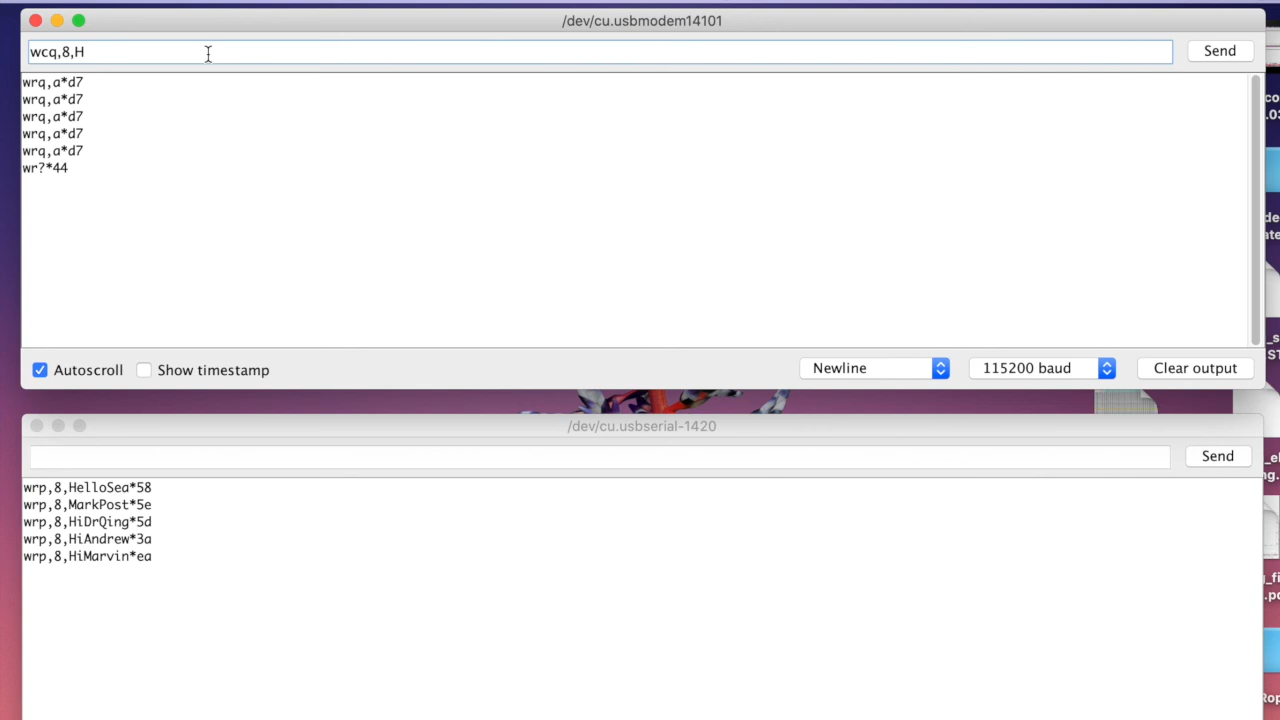 /dev/cu.usbmodem14101
wcq,8,H
Send
wrq,a*d7
wrq,a*d7
wrq,a*d7
wrq,a*d7
wrq,a*d7
wr?*44
Autoscroll
Show timestamp
Newline
115200 baud
Clear output
/dev/cu.usbserial-1420
Send
wrp,8,HelloSea*58
wrp,8,MarkPost*5e
wrp,8,HiDrQing*5d
wrp,8,HiAndrew*3a
wrp,8,HiMarvin*ea